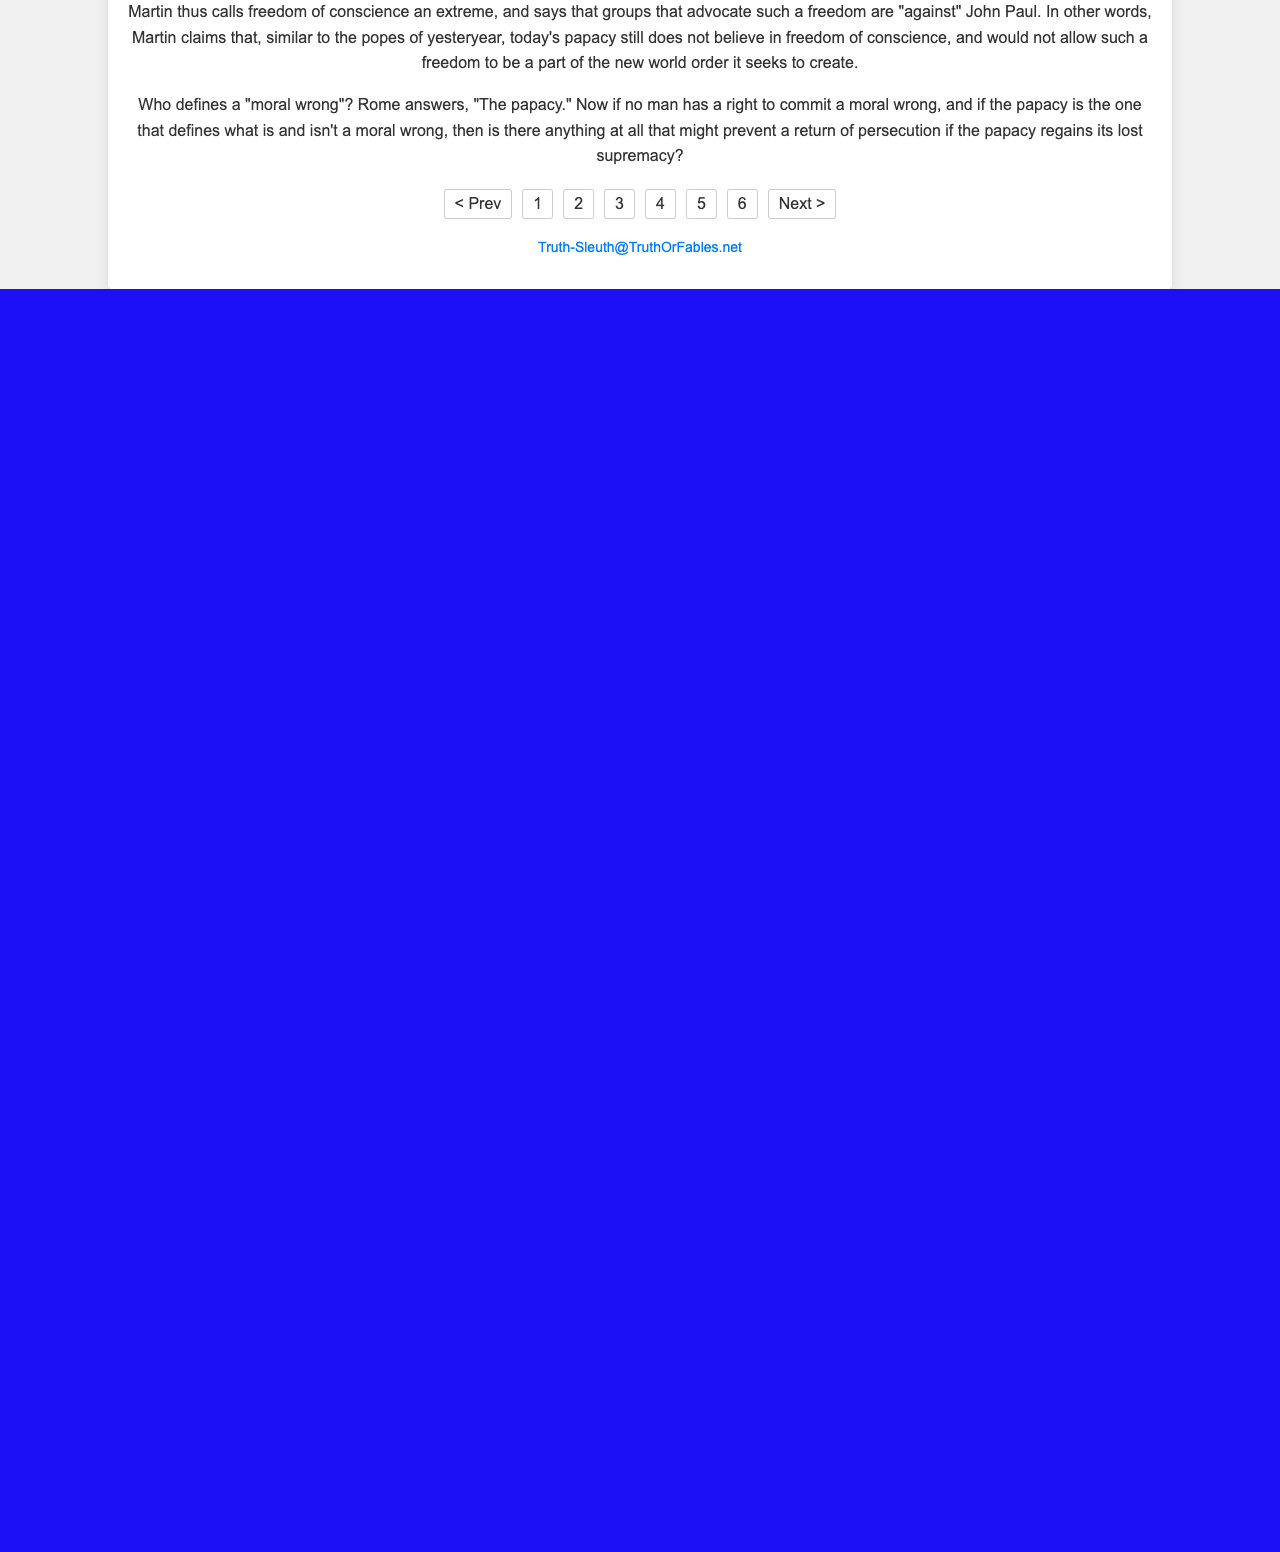 Martin thus calls freedom of conscience an extreme, and says that groups that advocate such a freedom are "against" John Paul. In other words,
Martin claims that, similar to the popes of yesteryear, today's papacy still does not believe in freedom of conscience, and would not allow such a
freedom to be a part of the new world order it seeks to create.
Who defines a "moral wrong"? Rome answers, "The papacy." Now if no man has a right to commit a moral wrong, and if the papacy is the one
that defines what is and isn't a moral wrong, then is there anything at all that might prevent a return of persecution if the papacy regains its lost
supremacy?
< Prev 1 2 3 4 5 6 Next >
Truth-Sleuth@TruthOrFables.net